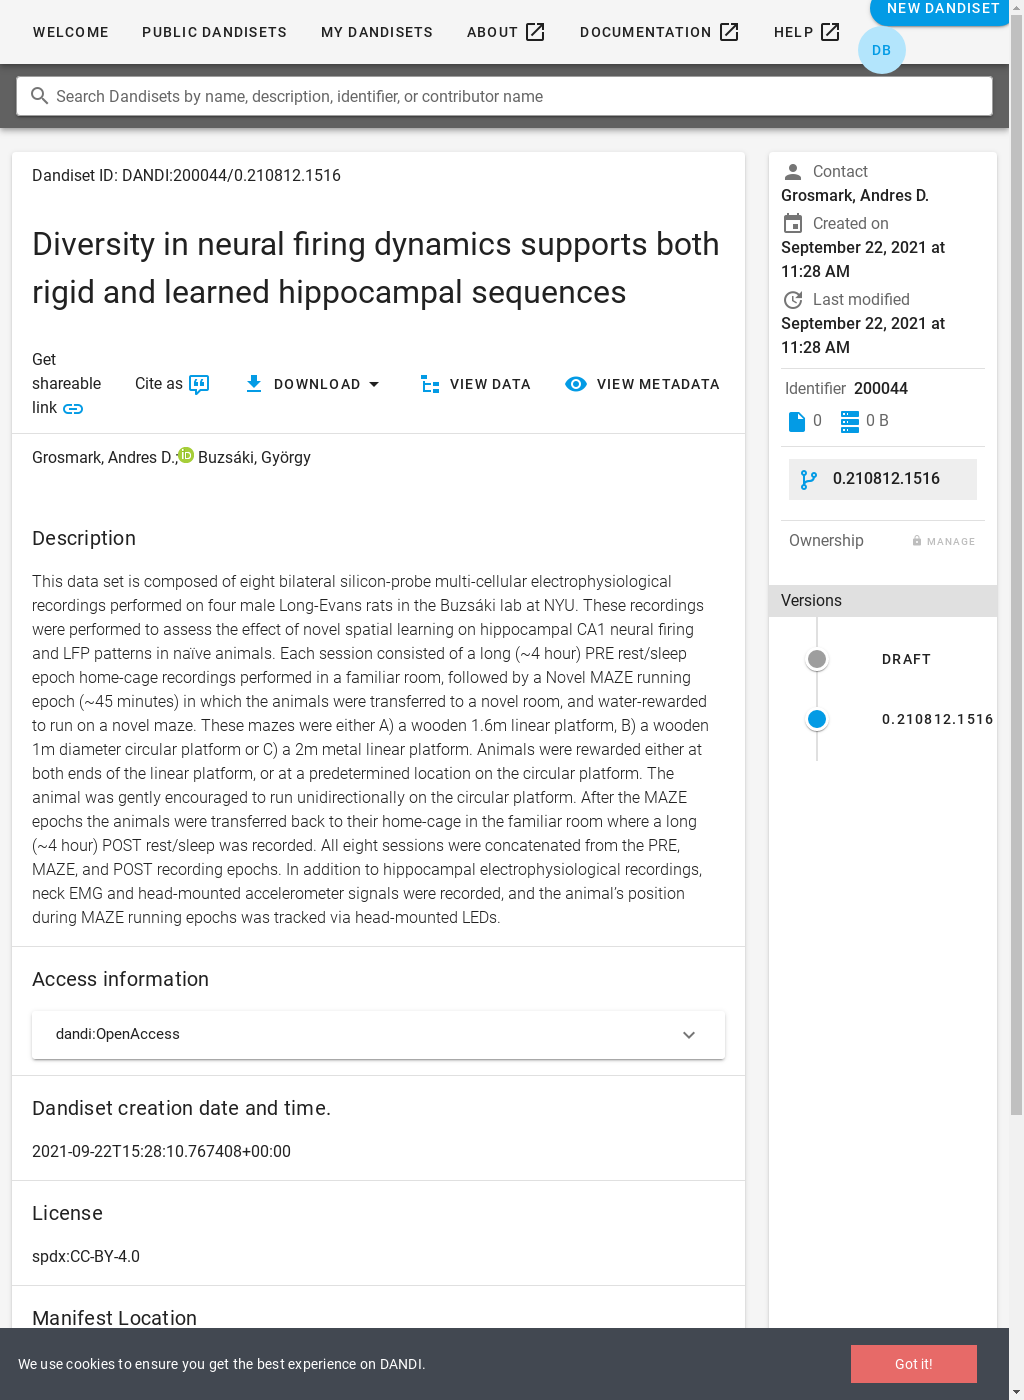 NEW DANDISET
WELCOME PUBLIC DANDISETS MY DANDISETS ABOUT DOCUMENTATION HELP
DB
Search Dandisets by name, description, identifier, or contributor name
Dandiset ID: DANDI:200044/0.210812.1516
Diversity in neural firing dynamics supports both
rigid and learned hippocampal sequences
Get
shareable
link
Cite as
DOWNLOAD
VIEW DATA
VIEW METADATA
Grosmark, Andres D.; iD Buzsáki, György
Description
This data set is composed of eight bilateral silicon-probe multi-cellular electrophysiological
recordings performed on four male Long-Evans rats in the Buzsáki lab at NYU. These recordings
were performed to assess the effect of novel spatial learning on hippocampal CA1 neural firing
and LFP patterns in naïve animals. Each session consisted of a long (~4 hour) PRE rest/sleep
epoch home-cage recordings performed in a familiar room, followed by a Novel MAZE running
epoch (~45 minutes) in which the animals were transferred to a novel room, and water-rewarded
to run on a novel maze. These mazes were either A) a wooden 1.6m linear platform, B) a wooden
1m diameter circular platform or C) a 2m metal linear platform. Animals were rewarded either at
both ends of the linear platform, or at a predetermined location on the circular platform. The
animal was gently encouraged to run unidirectionally on the circular platform. After the MAZE
epochs the animals were transferred back to their home-cage in the familiar room where a long
(~4 hour) POST rest/sleep was recorded. All eight sessions were concatenated from the PRE,
MAZE, and POST recording epochs. In addition to hippocampal electrophysiological recordings,
neck EMG and head-mounted accelerometer signals were recorded, and the animal’s position
during MAZE running epochs was tracked via head-mounted LEDs.
Access information
dandi:OpenAccess
Dandiset creation date and time.
2021-09-22T15:28:10.767408+00:00
License
spdx:CC-BY-4.0
Manifest Location
Contact
Grosmark, Andres D.
Created on
September 22, 2021 at
11:28 AM
Last modified
September 22, 2021 at
11:28 AM
Identifier 200044
0 0 B
0.210812.1516
Ownership MANAGE
Versions
DRAFT
0.210812.1516
We use cookies to ensure you get the best experience on DANDI.
Got it!